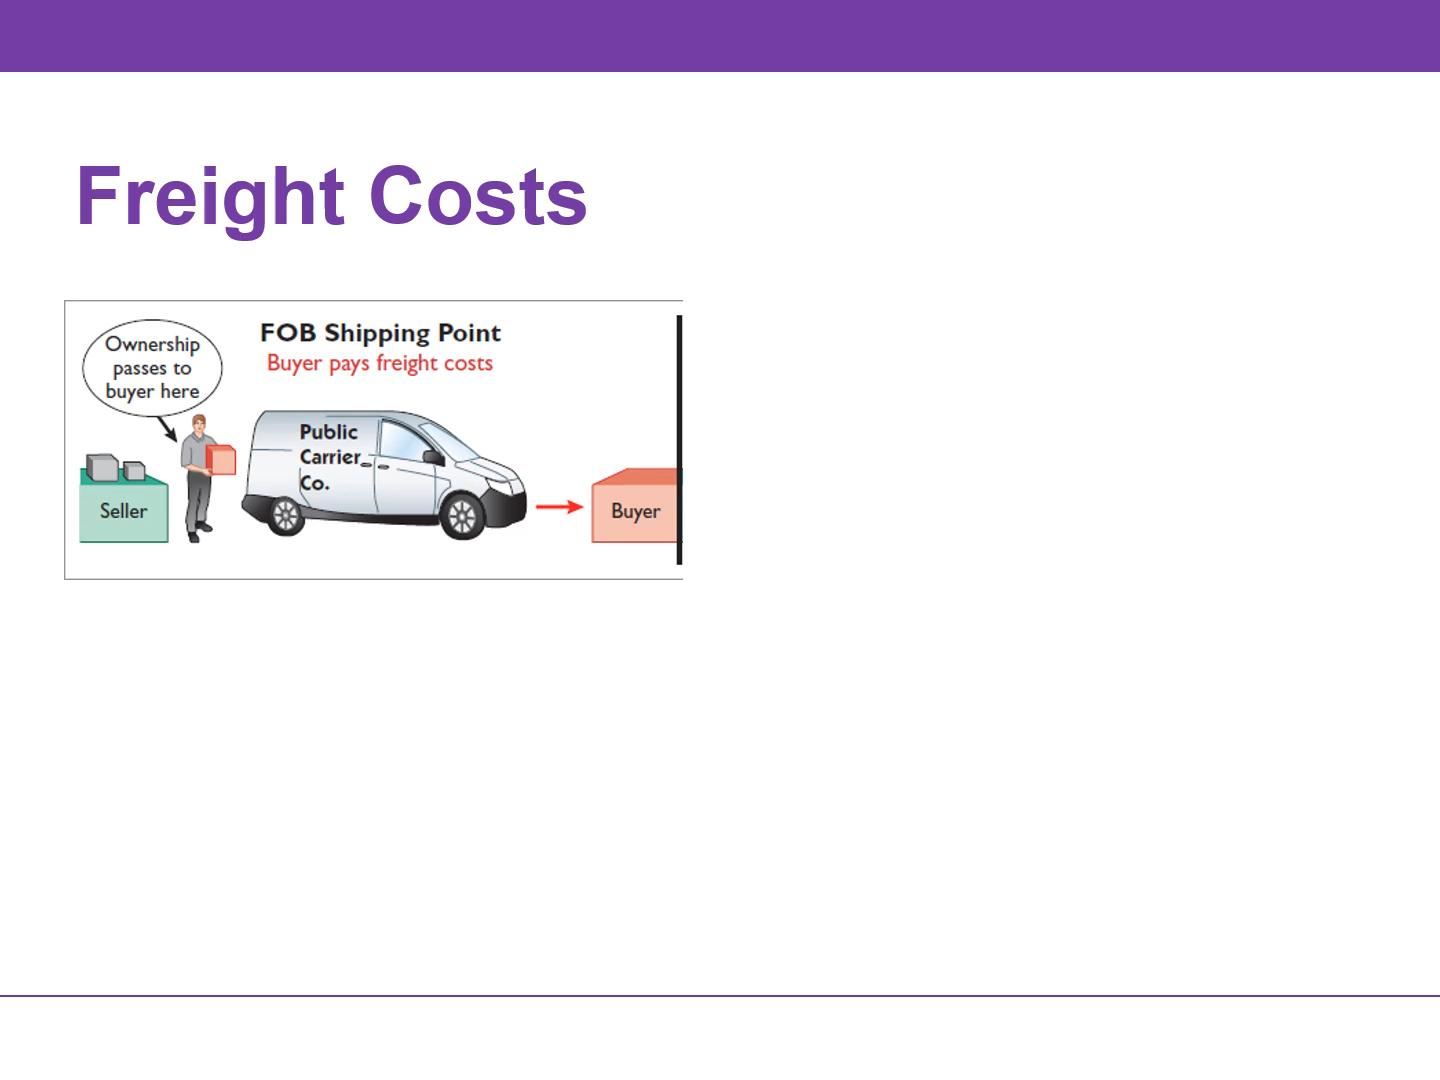 Freight Costs
Ownership
passes to
buyer here
FOB Shipping Point
Buyer pays freight costs
Public
Carrier
Co.
Seller
Buyer